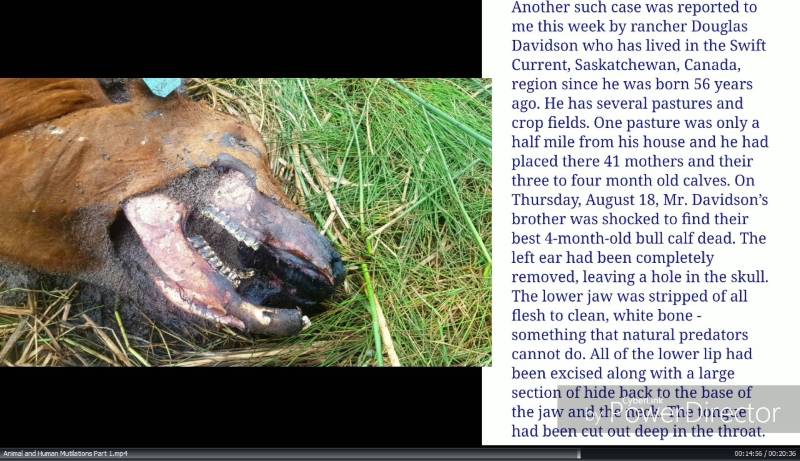 Another such case was reported to
me this week by rancher Douglas
Davidson who has lived in the Swift
Current, Saskatchewan, Canada,
region since he was born 56 years
ago. He has several pastures and
crop fields. One pasture was only a
half mile from his house and he had
placed there 41 mothers and their
three to four month old calves. On
Thursday, August 18, Mr. Davidson’s
brother was shocked to find their
best 4-month-old bull calf dead. The
left ear had been completely
removed, leaving a hole in the skull.
The lower jaw was stripped of all
flesh to clean, white bone -
something that natural predators
cannot do. All of the lower lip had
been excised along with a large
section of hide back to the base of
the jaw and the neck. The tongue
had been cut out deep in the throat.
CyberLink
by PowerDirector
Animal and Human Mutilations Part 1.mp4
00:14:56 / 00:20:36